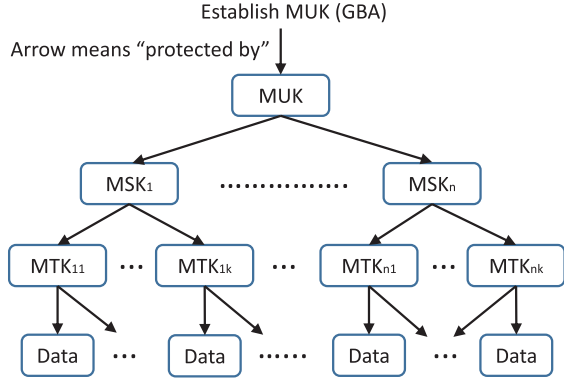 Establish MUK (GBA)
Arrow means “protected by”
MUK
MSK1 ................ MSKn
MTK11 ... MTK1k ... MTKn1 ... MTKnk
Data ... Data ...... Data ... Data